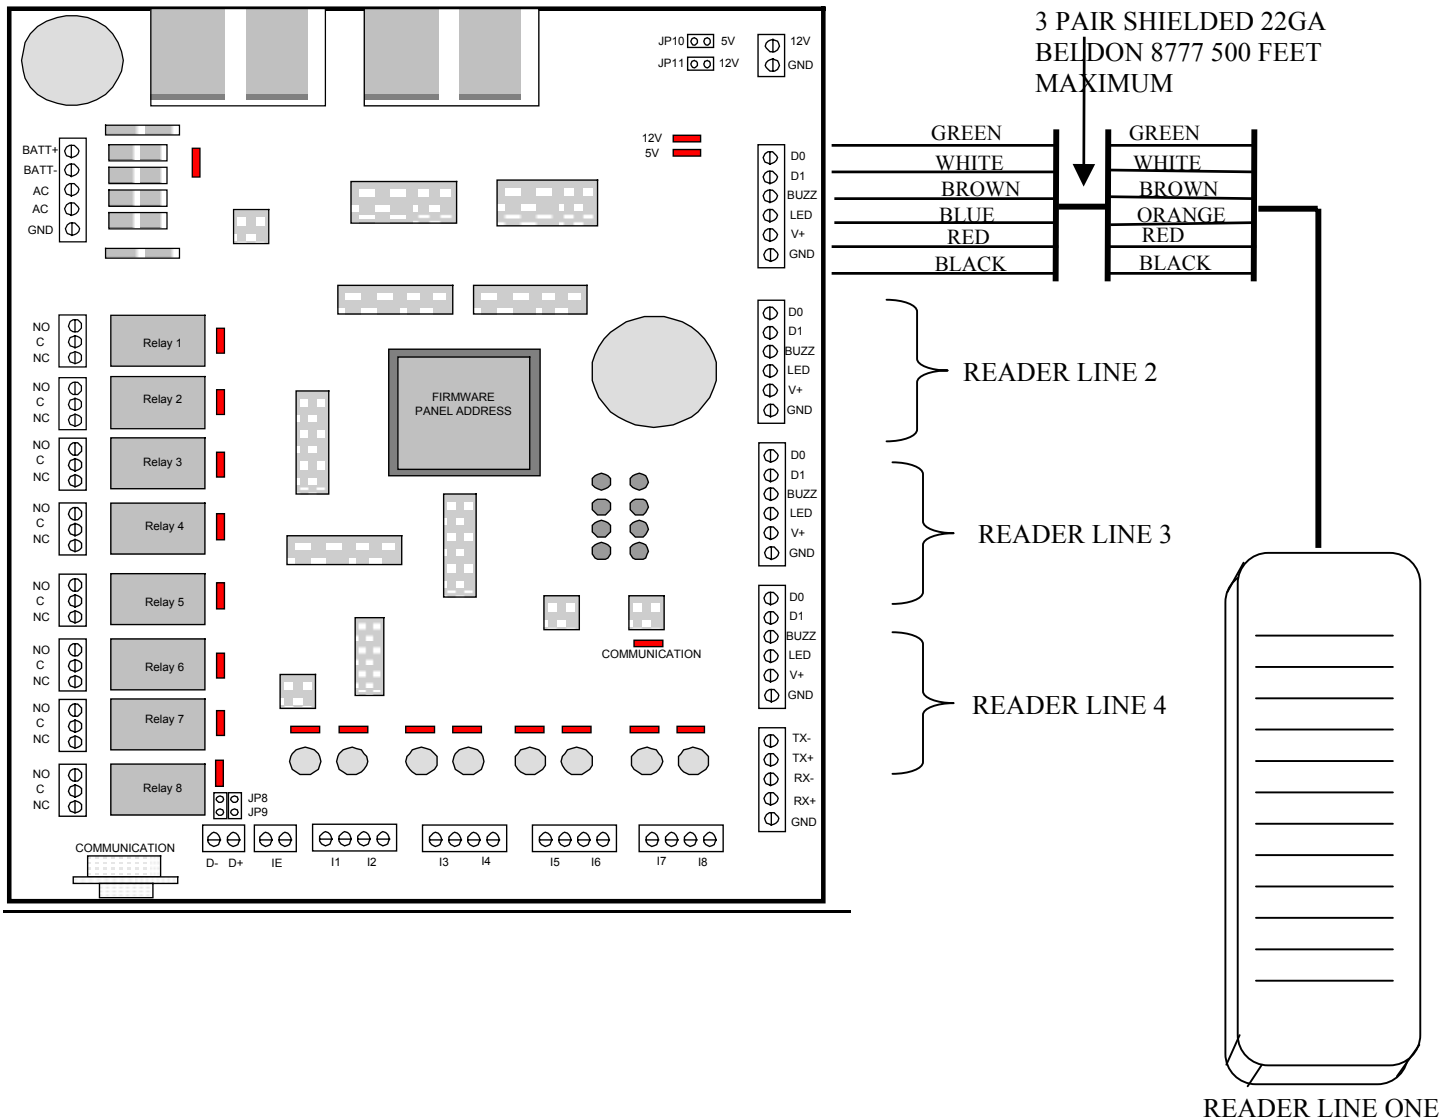 3 PAIR SHIELDED 22GA
BELDON 8777 500 FEET
MAXIMUM
JP10 5V
JP11 12V
12V
GND
12V
5V
BATT+
BATT-
AC
AC
GND
D0
D1
BUZZ
LED
V+
GND
GREEN
WHITE
BROWN
BLUE
RED
BLACK
GREEN
WHITE
BROWN
ORANGE
RED
BLACK
NO
C
NC
Relay 1
NO
C
NC
Relay 2
NO
C
NC
Relay 3
NO
C
NC
Relay 4
NO
C
NC
Relay 5
NO
C
NC
Relay 6
NO
C
NC
Relay 7
NO
C
NC
Relay 8
FIRMWARE
PANEL ADDRESS
D0
D1
BUZZ
LED
V+
GND
READER LINE 2
D0
D1
BUZZ
LED
V+
GND
READER LINE 3
D0
D1
BUZZ
LED
V+
GND
READER LINE 4
COMMUNICATION
TX-
TX+
RX-
RX+
GND
JP8
JP9
COMMUNICATION
D- D+ IE I1 I2 I3 I4 I5 I6 I7 I8
READER LINE ONE